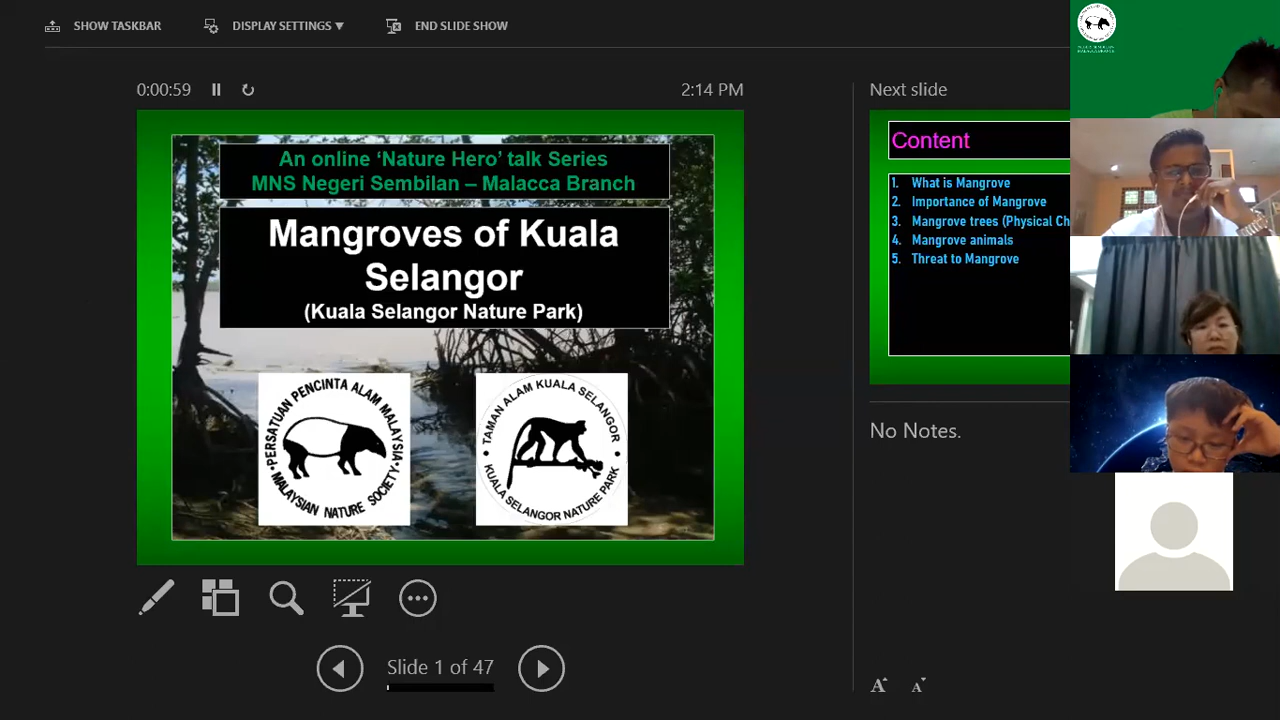 SHOW TASKBAR
DISPLAY SETTINGS ▼
END SLIDE SHOW
0:00:59
2:14 PM
Next slide
An online ‘Nature Hero’ talk Series
MNS Negeri Sembilan – Malacca Branch
Mangroves of Kuala
Selangor
(Kuala Selangor Nature Park)
•PERSATUAN PENCINTA ALAM MALAYSIA•
MALAYSIAN NATURE SOCIETY
• TAMAN ALAM KUALA SELANGOR •
KUALA SELANGOR NATURE PARK
Content
1. What is Mangrove
2. Importance of Mangrove
3. Mangrove trees (Physical Ch
4. Mangrove animals
5. Threat to Mangrove
No Notes.
Slide 1 of 47
A A